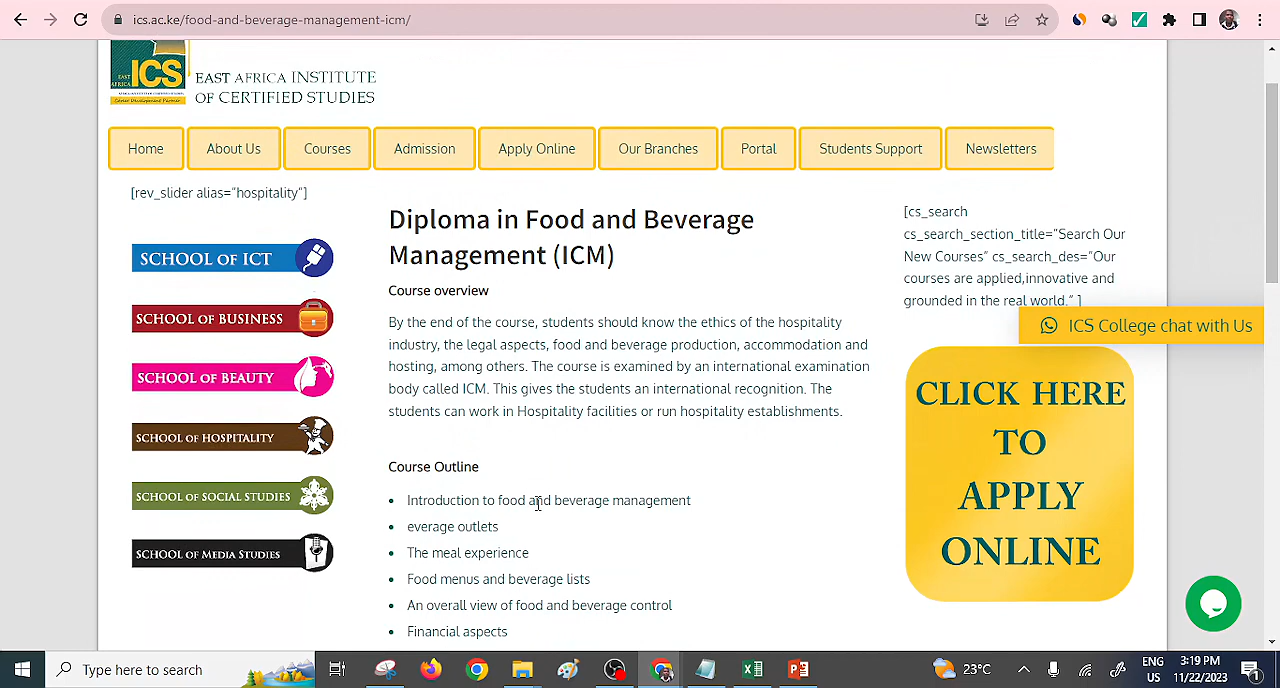 ics.ac.ke/food-and-beverage-management-icm/
ICS
EAST AFRICA INSTITUTE
OF CERTIFIED STUDIES
Home
About Us
Courses
Admission
Apply Online
Our Branches
Portal
Students Support
Newsletters
[rev_slider alias="hospitality"]
SCHOOL OF ICT
SCHOOL OF BUSINESS
SCHOOL OF BEAUTY
SCHOOL OF HOSPITALITY
SCHOOL OF SOCIAL STUDIES
SCHOOL OF MEDIA STUDIES
Diploma in Food and Beverage
Management (ICM)
Course overview
By the end of the course, students should know the ethics of the hospitality
industry, the legal aspects, food and beverage production, accommodation and
hosting, among others. The course is examined by an international examination
body called ICM. This gives the students an international recognition. The
students can work in Hospitality facilities or run hospitality establishments.
Course Outline
Introduction to food and beverage management
everage outlets
The meal experience
Food menus and beverage lists
An overall view of food and beverage control
Financial aspects
[cs_search
cs_search_section_title="Search Our
New Courses" cs_search_des="Our
courses are applied,innovative and
grounded in the real world." ]
ICS College chat with Us
CLICK HERE
TO
APPLY
ONLINE
Type here to search
23°C
ENG
US
3:19 PM
11/22/2023
1